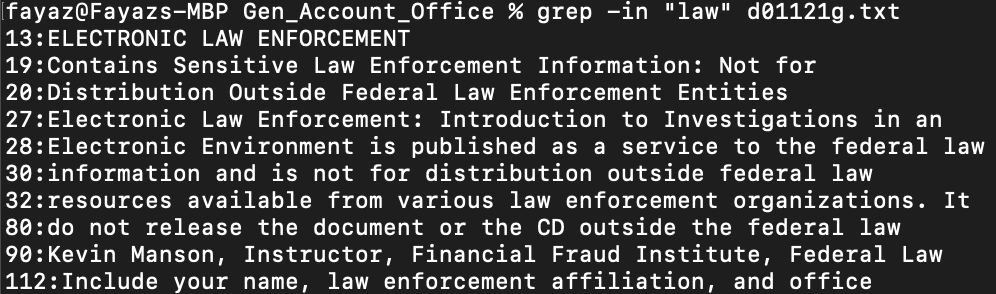 fayaz@Fayazs-MBP Gen_Account_Office % grep -in "law" d01121g.txt
13:ELECTRONIC LAW ENFORCEMENT
19:Contains Sensitive Law Enforcement Information: Not for
20:Distribution Outside Federal Law Enforcement Entities
27:Electronic Law Enforcement: Introduction to Investigations in an
28:Electronic Environment is published as a service to the federal law
30:information and is not for distribution outside federal law
32:resources available from various law enforcement organizations. It
80:do not release the document or the CD outside the federal law
90:Kevin Manson, Instructor, Financial Fraud Institute, Federal Law
112:Include your name, law enforcement affiliation, and office